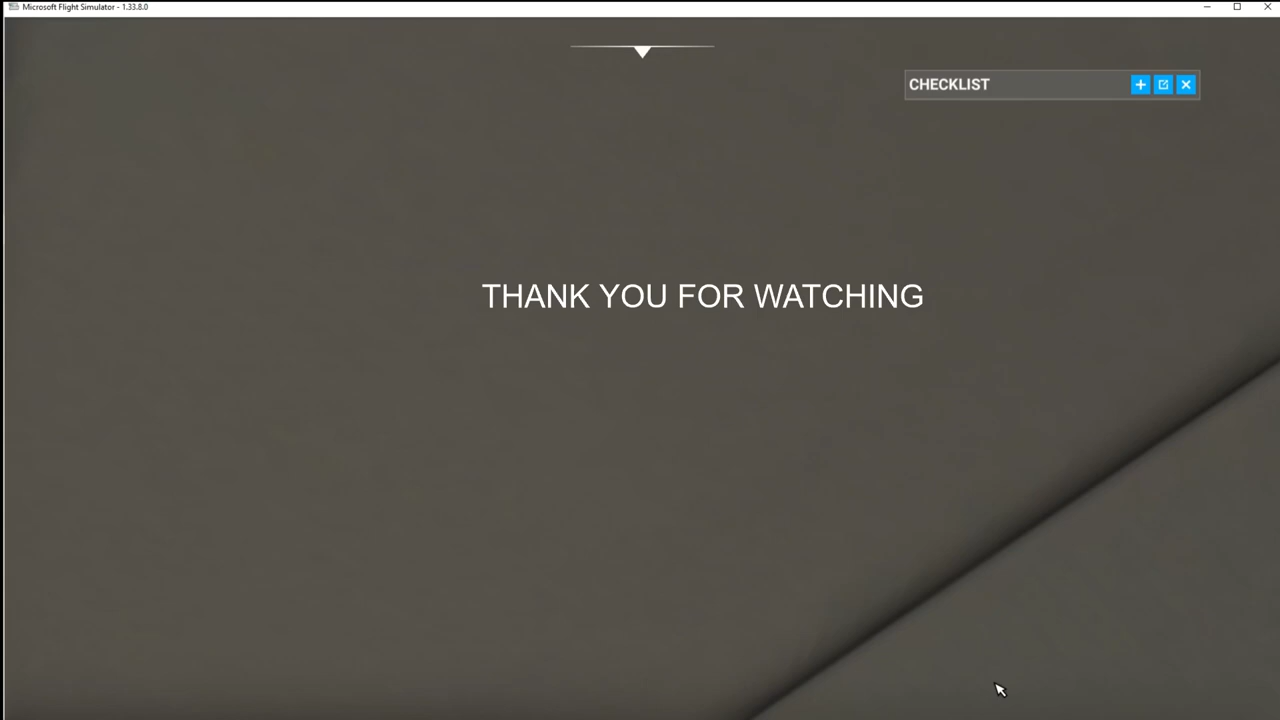 Microsoft Flight Simulator - 1.33.8.0
CHECKLIST
THANK YOU FOR WATCHING